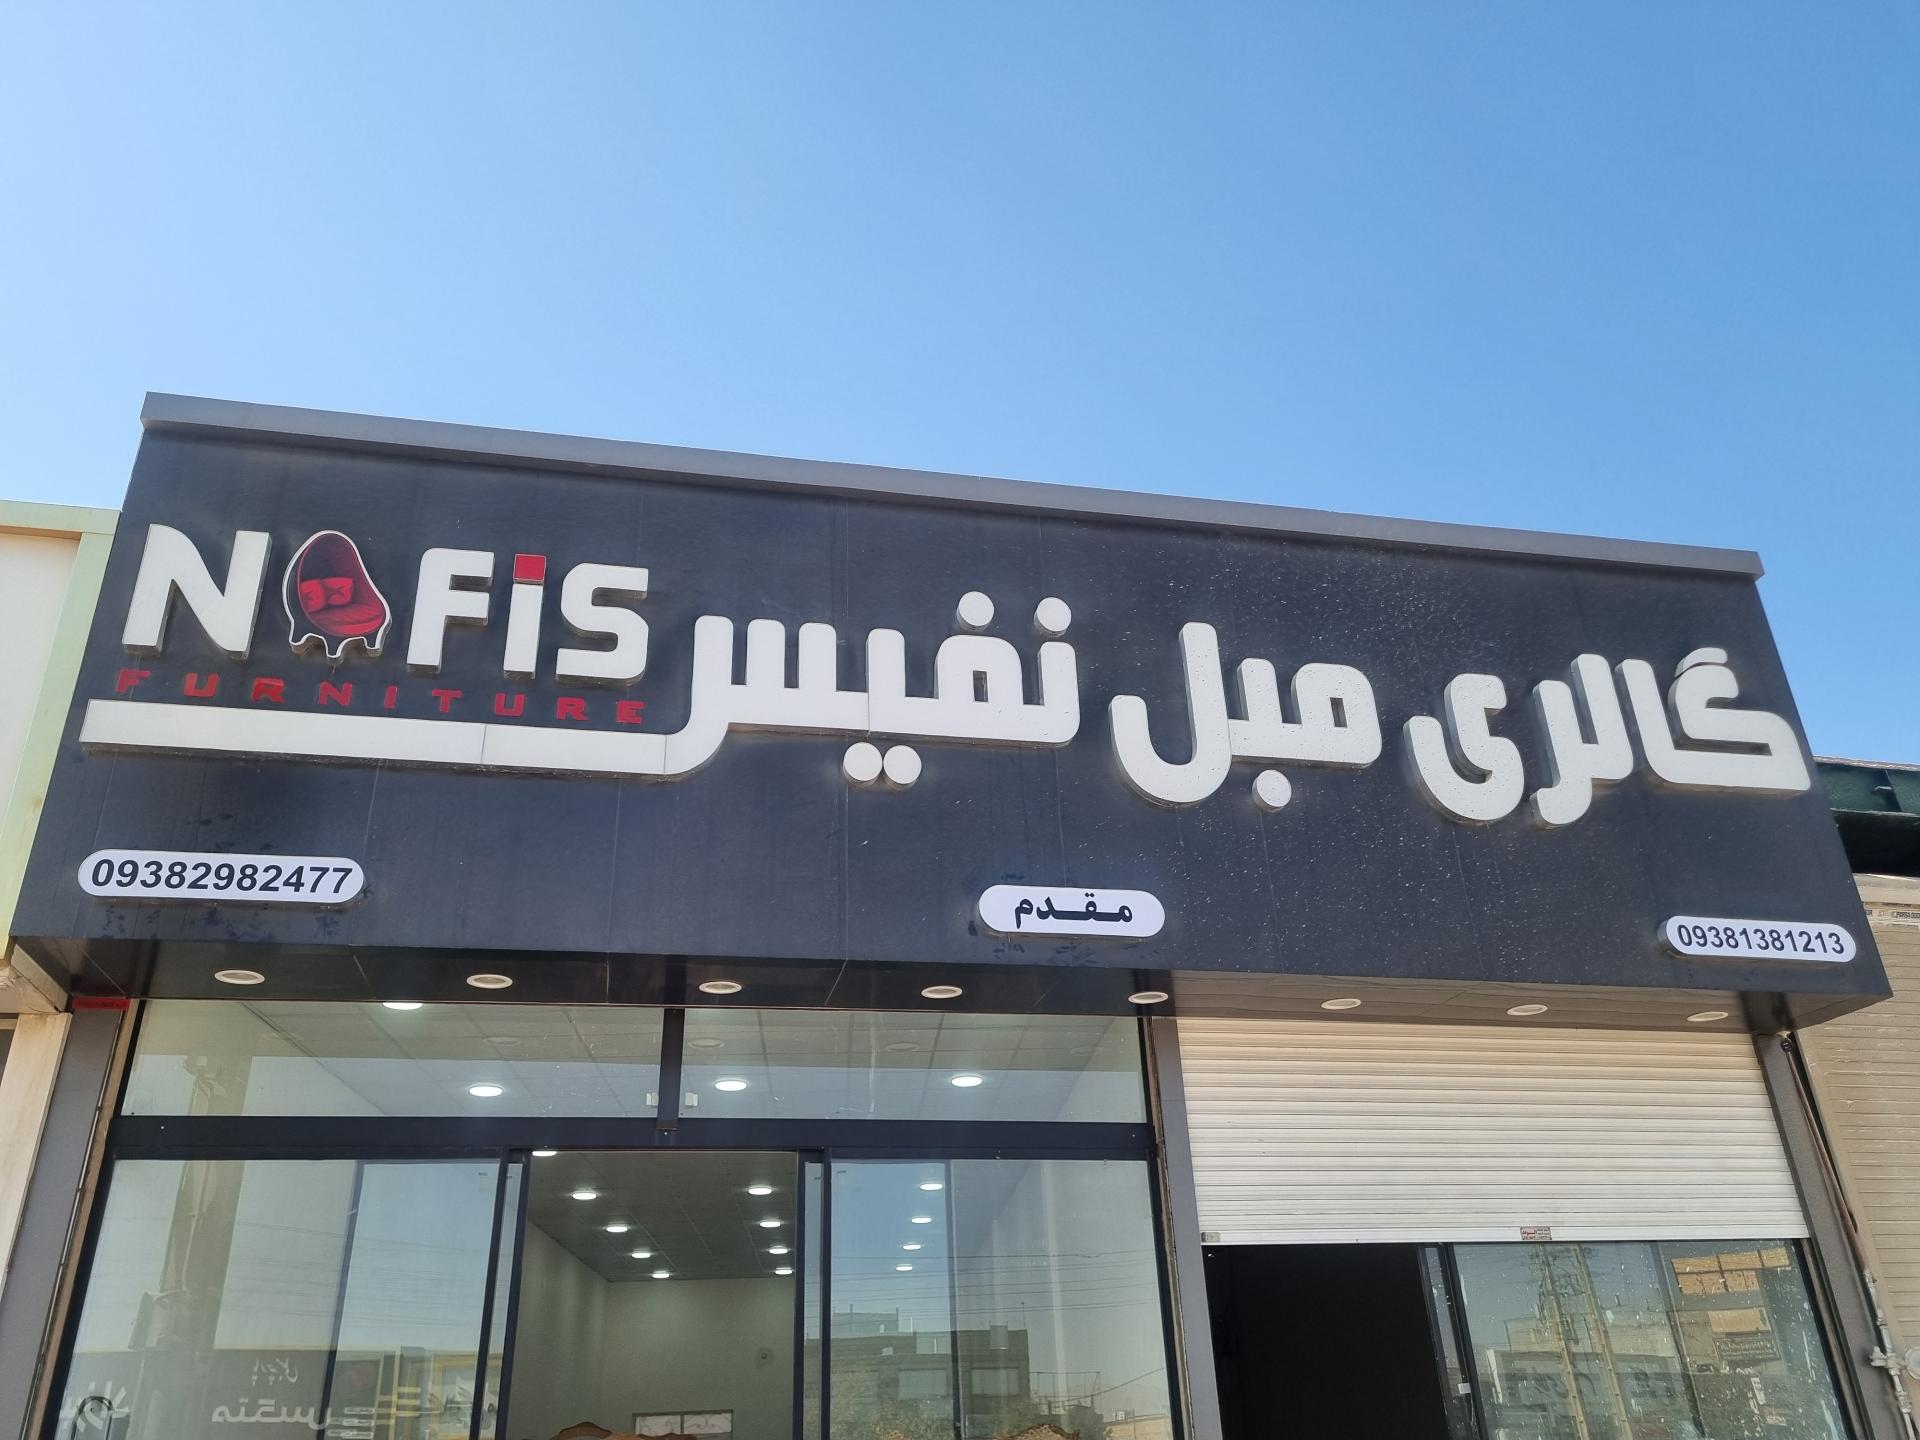 گالری مبل نفیس
NAFiS
FURNITURE
09382982477
مقدم
09381381213